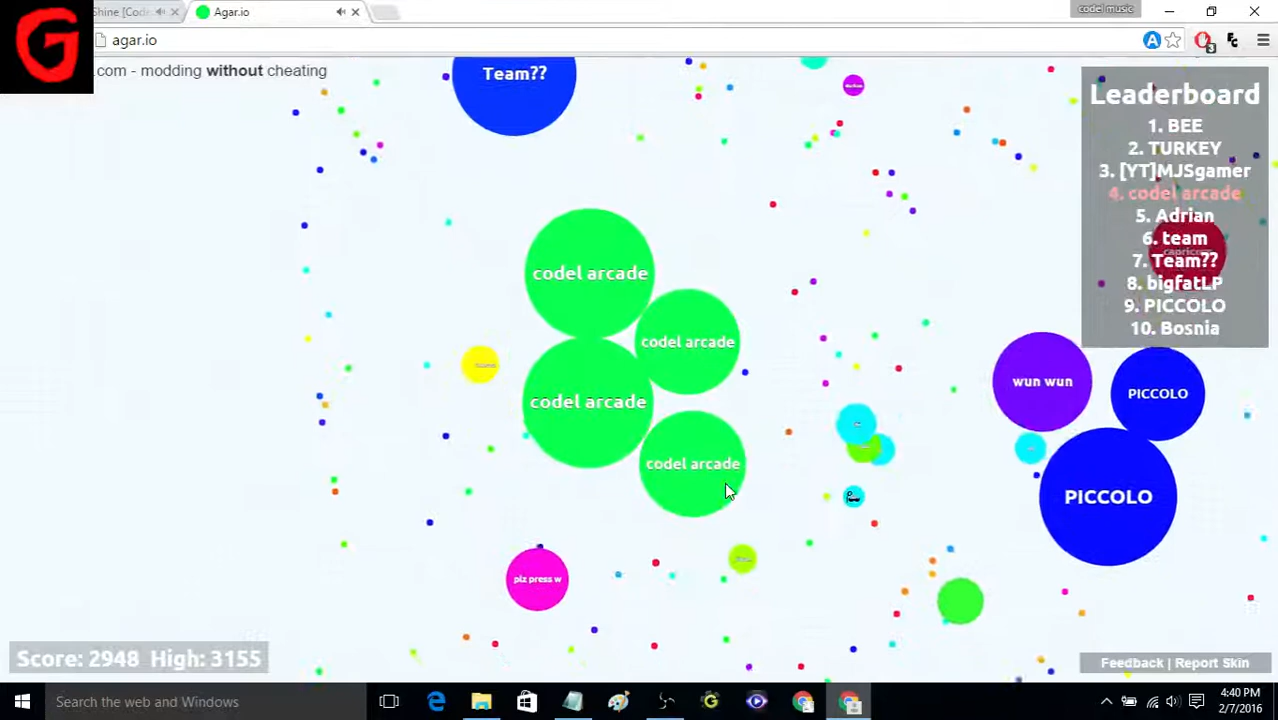 G
Shine [Code
Agar.io
codel music
agar.io
3
.com - modding without cheating
Team??
Leaderboard
1. BEE
2. TURKEY
3. [YT]MJSgamer
4. codel arcade
5. Adrian
6. team
7. Team??
8. bigfatLP
9. PICCOLO
10. Bosnia
codel arcade
codel arcade
codel arcade
codel arcade
wun wun
PICCOLO
PICCOLO
plz press w
Score: 2948 High: 3155
Feedback | Report Skin
Search the web and Windows
4:40 PM
2/7/2016